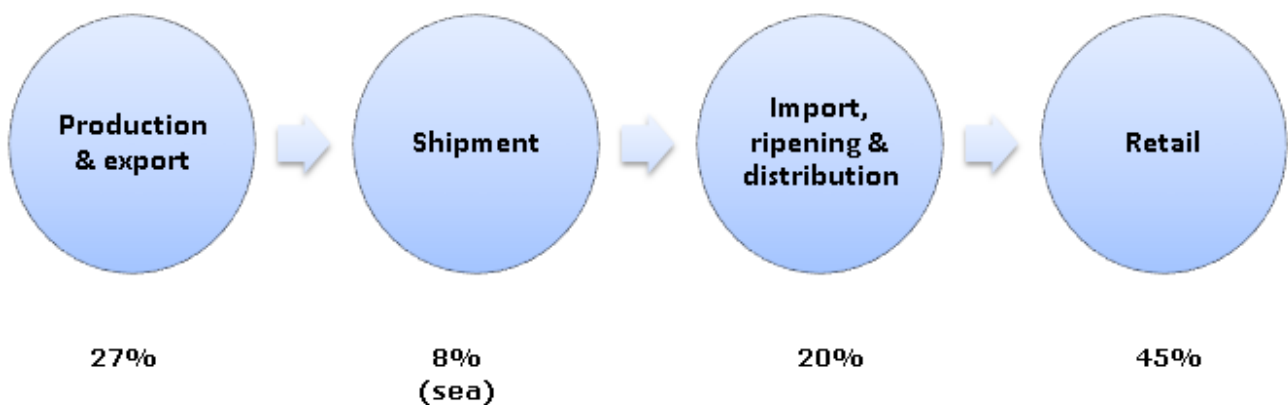 Production
& export
Shipment
Import,
ripening &
distribution
Retail
27%
8%
(sea)
20%
45%